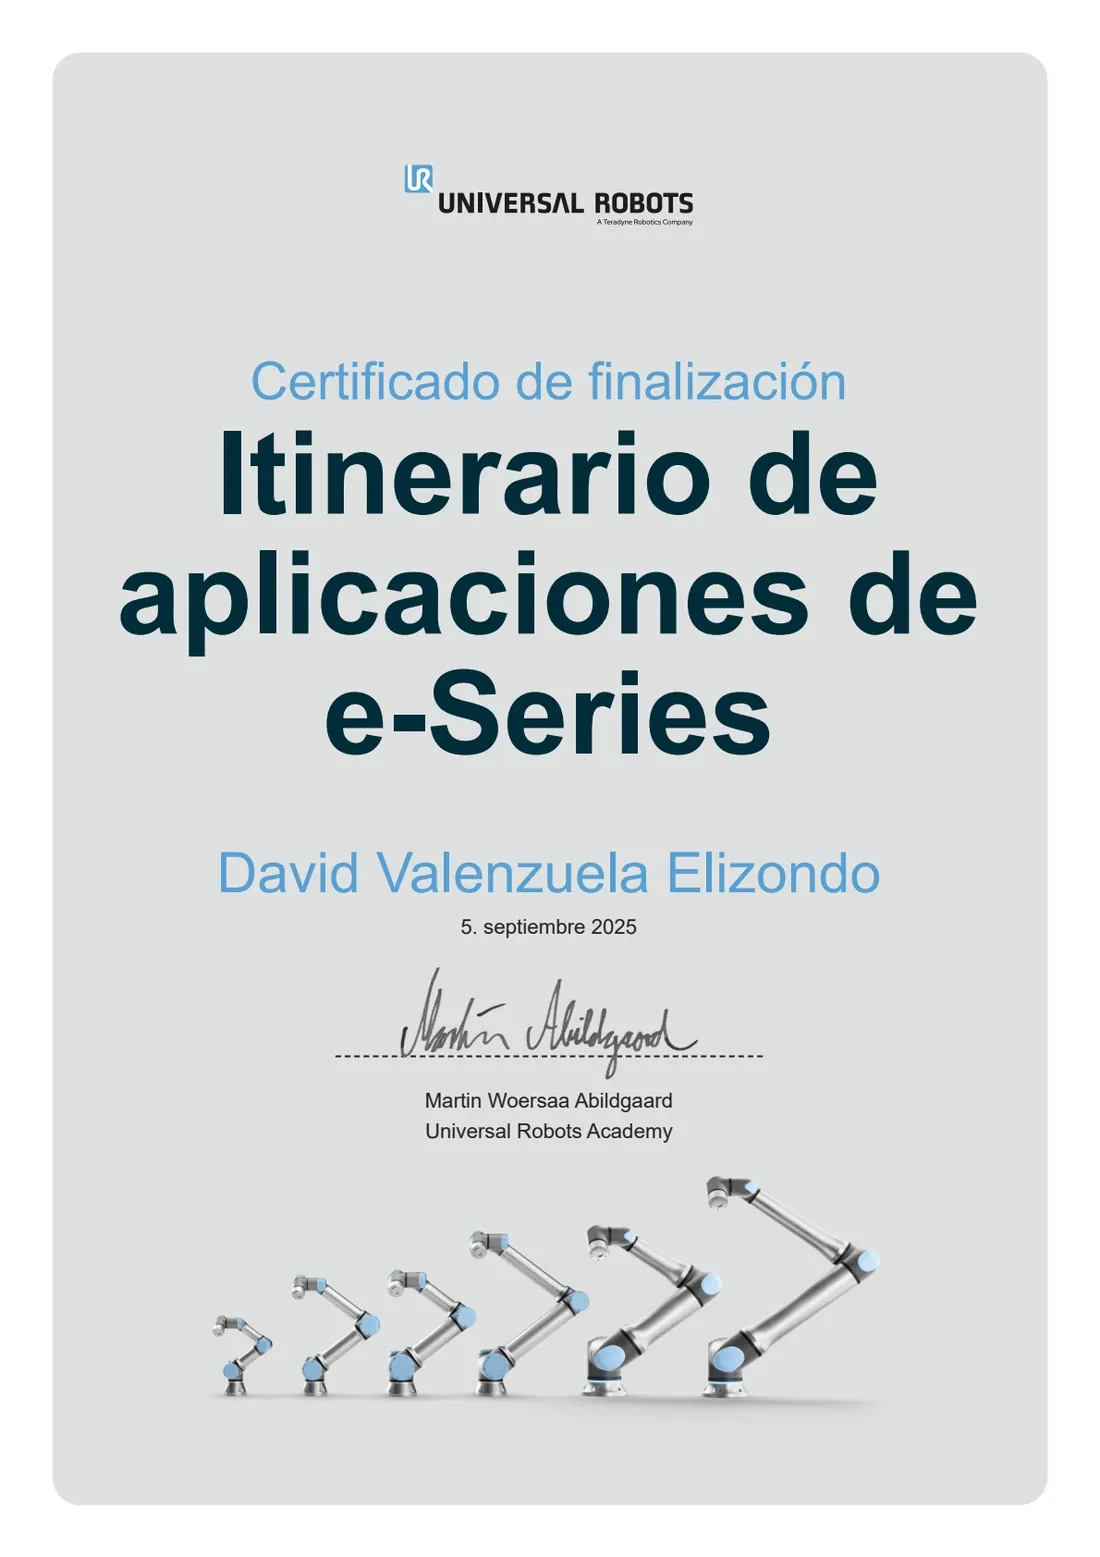 UR
UNIVERSAL ROBOTS
A Teradyne Robotics Company
Certificado de finalización
Itinerario de
aplicaciones de
e-Series
David Valenzuela Elizondo
5. septiembre 2025
Martin Abildgaard
Martin Woersaa Abildgaard
Universal Robots Academy